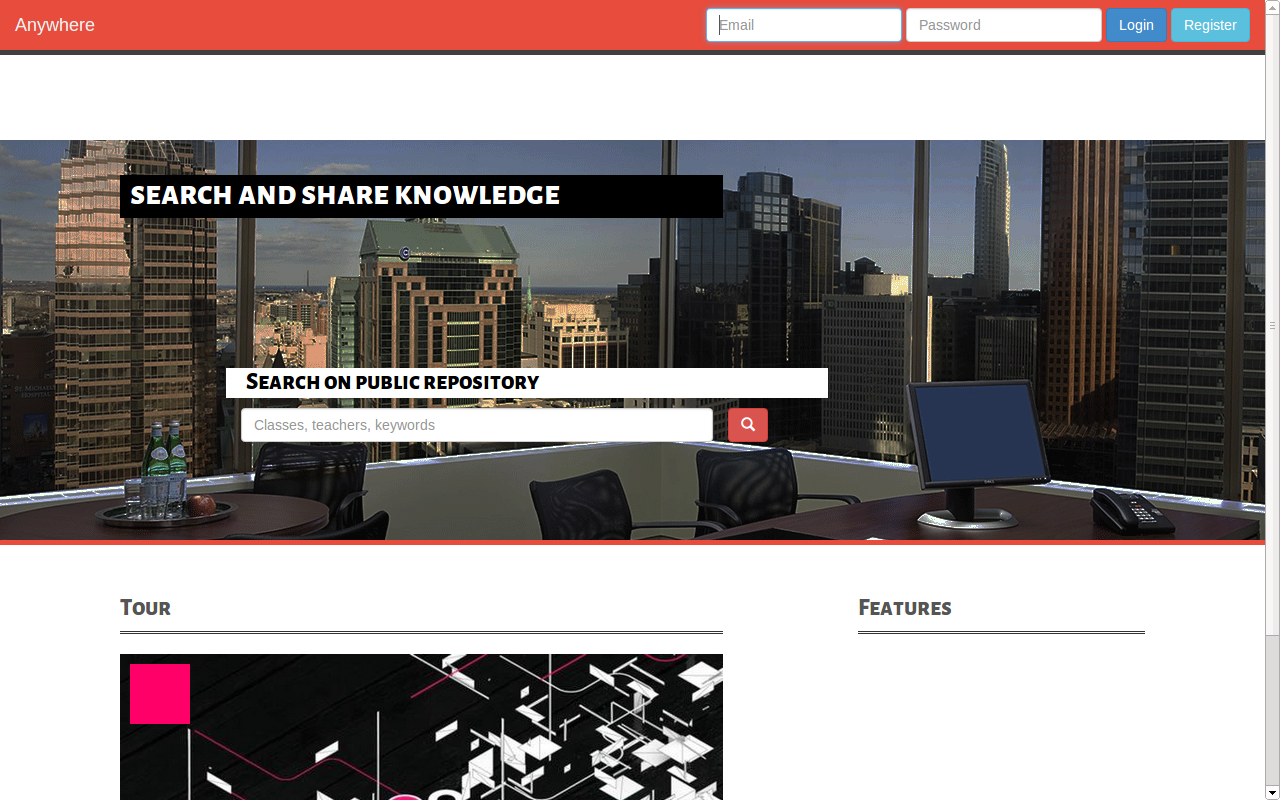 Anywhere
Email
Password
Login
Register
SEARCH AND SHARE KNOWLEDGE
SEARCH ON PUBLIC REPOSITORY
Classes, teachers, keywords
TOUR
FEATURES